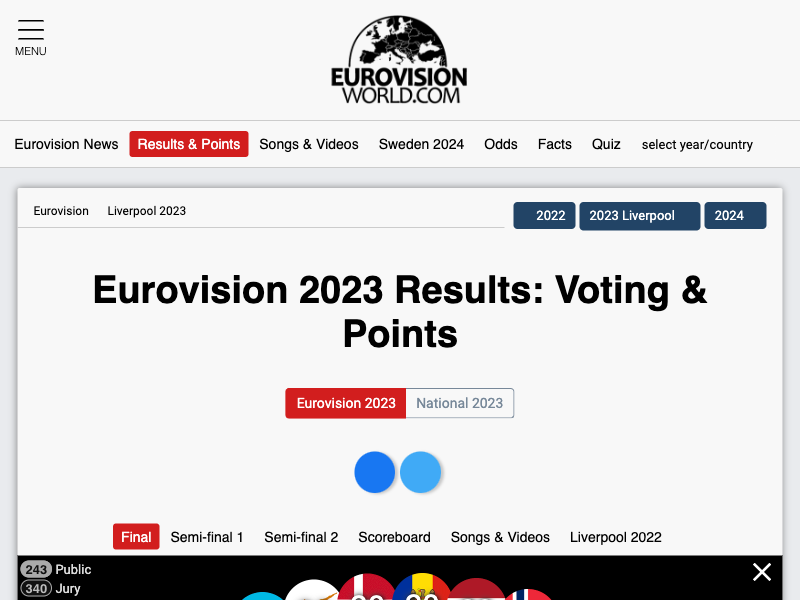 MENU
EUROVISION
WORLD.COM
Eurovision News Results & Points Songs & Videos Sweden 2024 Odds Facts Quiz select year/country
Eurovision Liverpool 2023 2022 2023 Liverpool 2024
Eurovision 2023 Results: Voting &
Points
Eurovision 2023 National 2023
Final Semi-final 1 Semi-final 2 Scoreboard Songs & Videos Liverpool 2022
243 Public
340 Jury